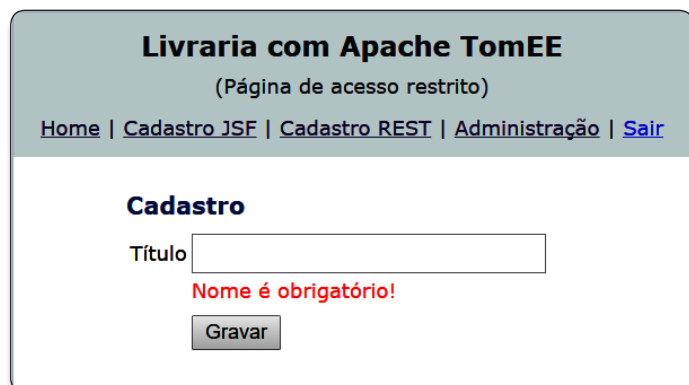 Livraria com Apache TomEE
(Página de acesso restrito)
Home | Cadastro JSF | Cadastro REST | Administração | Sair
Cadastro
Título
Nome é obrigatório!
Gravar